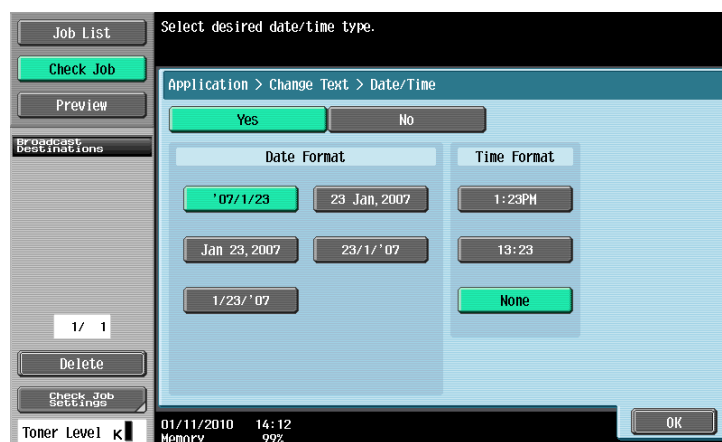 Job List
Check Job
Preview
Broadcast
Destinations
1/ 1
Delete
Check Job
Settings
Toner Level K
Select desired date/time type.
Application > Change Text > Date/Time
Yes No
Date Format Time Format
'07/1/23 23 Jan,2007 1:23PM
Jan 23,2007 23/1/'07 13:23
1/23/'07 None
OK
01/11/2010 14:12
Memory 99%